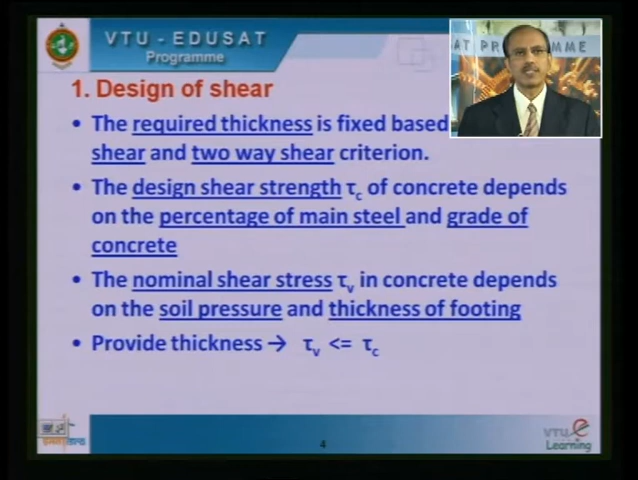 VTU - EDUSAT
Programme
AT PR MME
1. Design of shear
• The required thickness is fixed based
shear and two way shear criterion.
• The design shear strength τc of concrete depends
on the percentage of main steel and grade of
concrete
• The nominal shear stress τv in concrete depends
on the soil pressure and thickness of footing
• Provide thickness → τv <= τc
4
VTU e
Learning